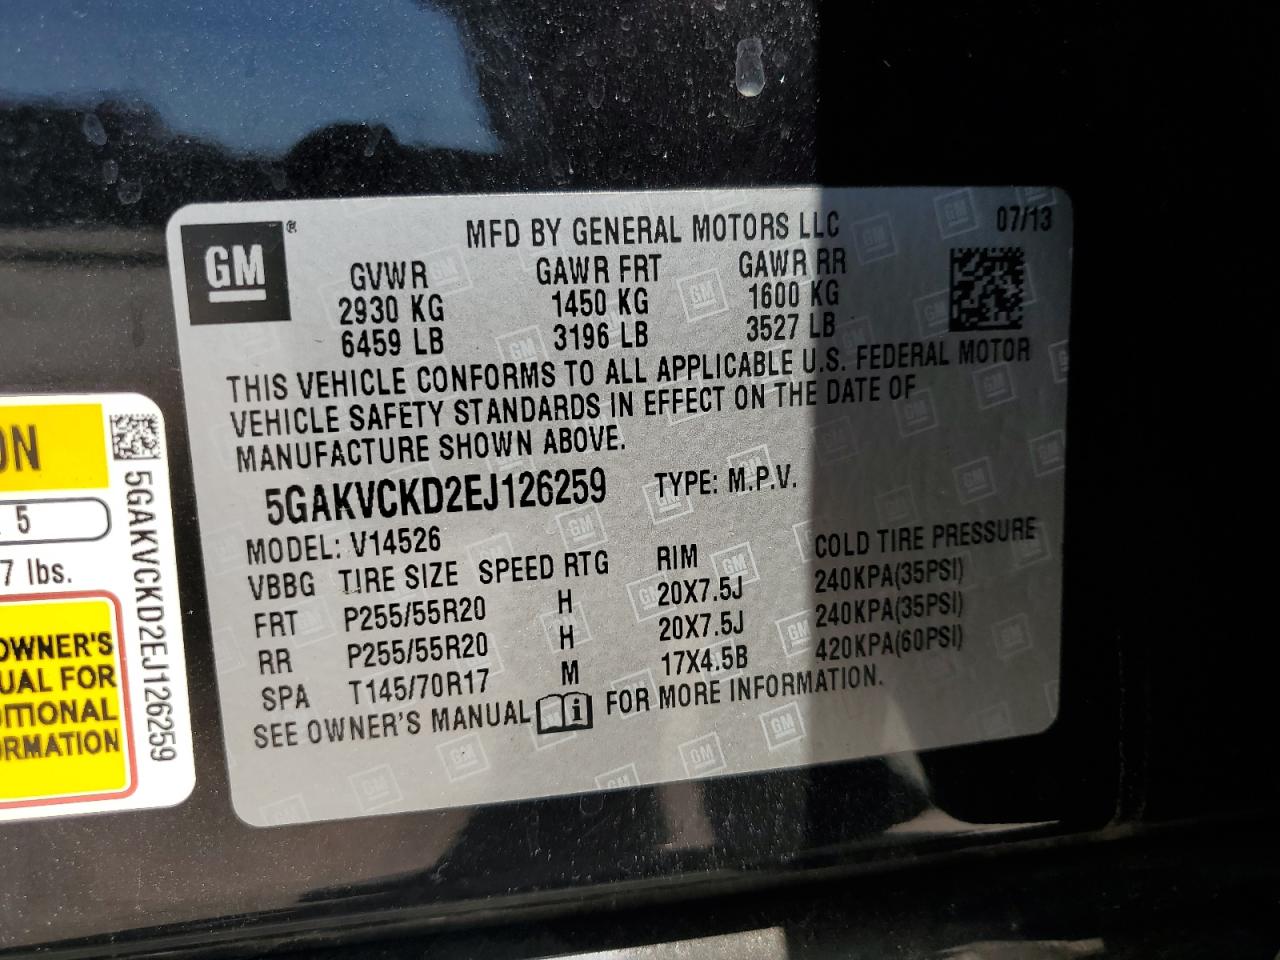 GM ®
MFD BY GENERAL MOTORS LLC 07/13
GVWR GAWR FRT GAWR RR
2930 KG 1450 KG 1600 KG
6459 LB 3196 LB 3527 LB
THIS VEHICLE CONFORMS TO ALL APPLICABLE U.S. FEDERAL MOTOR
VEHICLE SAFETY STANDARDS IN EFFECT ON THE DATE OF
MANUFACTURE SHOWN ABOVE.
5GAKVCKD2EJ126259 TYPE: M.P.V.
MODEL: V14526
VBBG TIRE SIZE SPEED RTG RIM COLD TIRE PRESSURE
FRT P255/55R20 H 20X7.5J 240KPA(35PSI)
RR P255/55R20 H 20X7.5J 240KPA(35PSI)
SPA T145/70R17 M 17X4.5B 420KPA(60PSI)
SEE OWNER'S MANUAL i FOR MORE INFORMATION.
ON
5
7 lbs.
OWNER'S
UAL FOR
DITIONAL
ORMATION
5GAKVCKD2EJ126259